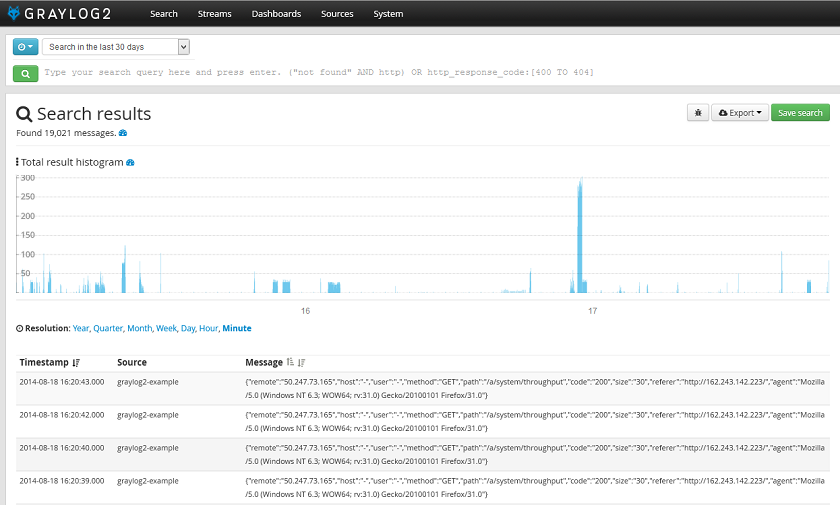 GRAYLOG2 Search Streams Dashboards Sources System
Search in the last 30 days
Type your search query here and press enter. ("not found" AND http) OR http_response_code:[400 TO 404]
Search results Export Save search
Found 19,021 messages.
Total result histogram
300
250
200
150
100
50
16 17
Resolution: Year, Quarter, Month, Week, Day, Hour, Minute
Timestamp Source Message
2014-08-18 16:20:43.000 graylog2-example {"remote":"50.247.73.165","host":"-","user":"-","method":"GET","path":"/a/system/throughput","code":"200","size":"30","referer":"http://162.243.142.223/","agent":"Mozilla
/5.0 (Windows NT 6.3; WOW64; rv:31.0) Gecko/20100101 Firefox/31.0"}
2014-08-18 16:20:42.000 graylog2-example {"remote":"50.247.73.165","host":"-","user":"-","method":"GET","path":"/a/system/throughput","code":"200","size":"30","referer":"http://162.243.142.223/","agent":"Mozilla
/5.0 (Windows NT 6.3; WOW64; rv:31.0) Gecko/20100101 Firefox/31.0"}
2014-08-18 16:20:40.000 graylog2-example {"remote":"50.247.73.165","host":"-","user":"-","method":"GET","path":"/a/system/throughput","code":"200","size":"30","referer":"http://162.243.142.223/","agent":"Mozilla
/5.0 (Windows NT 6.3; WOW64; rv:31.0) Gecko/20100101 Firefox/31.0"}
2014-08-18 16:20:39.000 graylog2-example {"remote":"50.247.73.165","host":"-","user":"-","method":"GET","path":"/a/system/throughput","code":"200","size":"30","referer":"http://162.243.142.223/","agent":"Mozilla
/5.0 (Windows NT 6.3; WOW64; rv:31.0) Gecko/20100101 Firefox/31.0"}